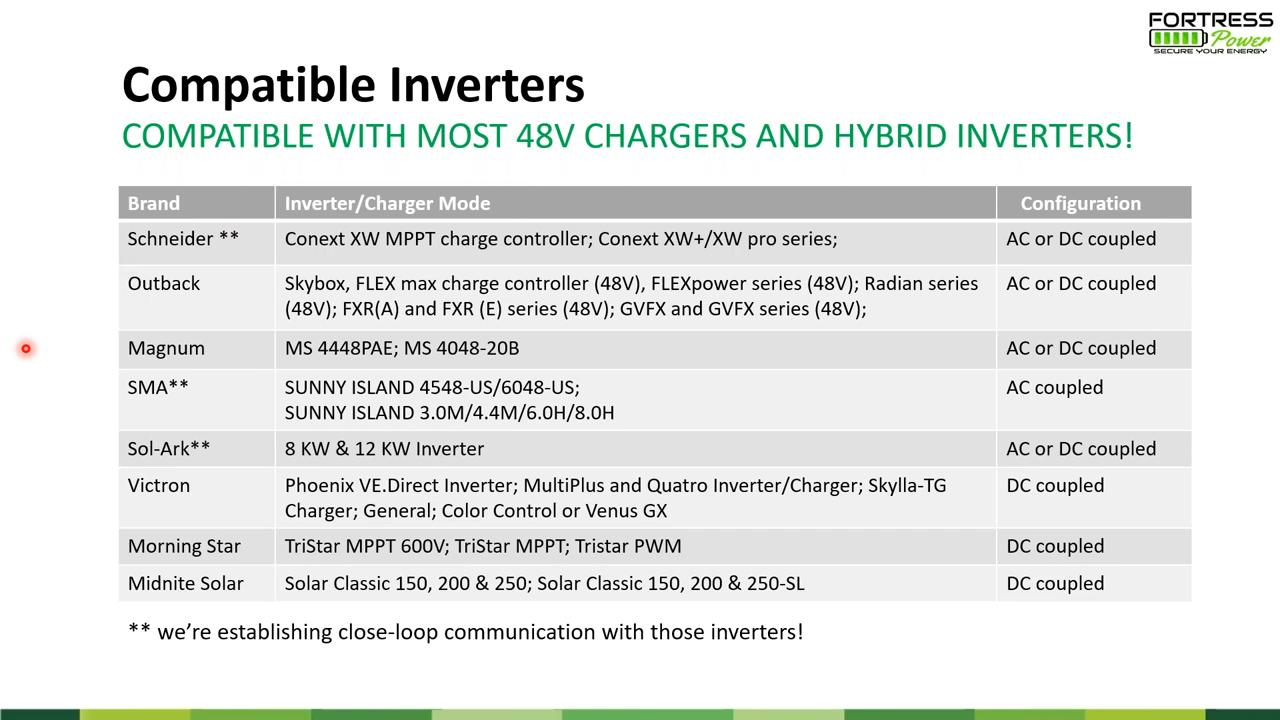 FORTRESS
Power
SECURE YOUR ENERGY
Compatible Inverters
COMPATIBLE WITH MOST 48V CHARGERS AND HYBRID INVERTERS!
Brand Inverter/Charger Mode Configuration
Schneider ** Conext XW MPPT charge controller; Conext XW+/XW pro series; AC or DC coupled
Outback Skybox, FLEX max charge controller (48V), FLEXpower series (48V); Radian series AC or DC coupled
(48V); FXR(A) and FXR (E) series (48V); GVFX and GVFX series (48V);
Magnum MS 4448PAE; MS 4048-20B AC or DC coupled
SMA** SUNNY ISLAND 4548-US/6048-US; AC coupled
SUNNY ISLAND 3.0M/4.4M/6.0H/8.0H
Sol-Ark** 8 KW & 12 KW Inverter AC or DC coupled
Victron Phoenix VE.Direct Inverter; MultiPlus and Quatro Inverter/Charger; Skylla-TG DC coupled
Charger; General; Color Control or Venus GX
Morning Star TriStar MPPT 600V; TriStar MPPT; Tristar PWM DC coupled
Midnite Solar Solar Classic 150, 200 & 250; Solar Classic 150, 200 & 250-SL DC coupled
** we're establishing close-loop communication with those inverters!